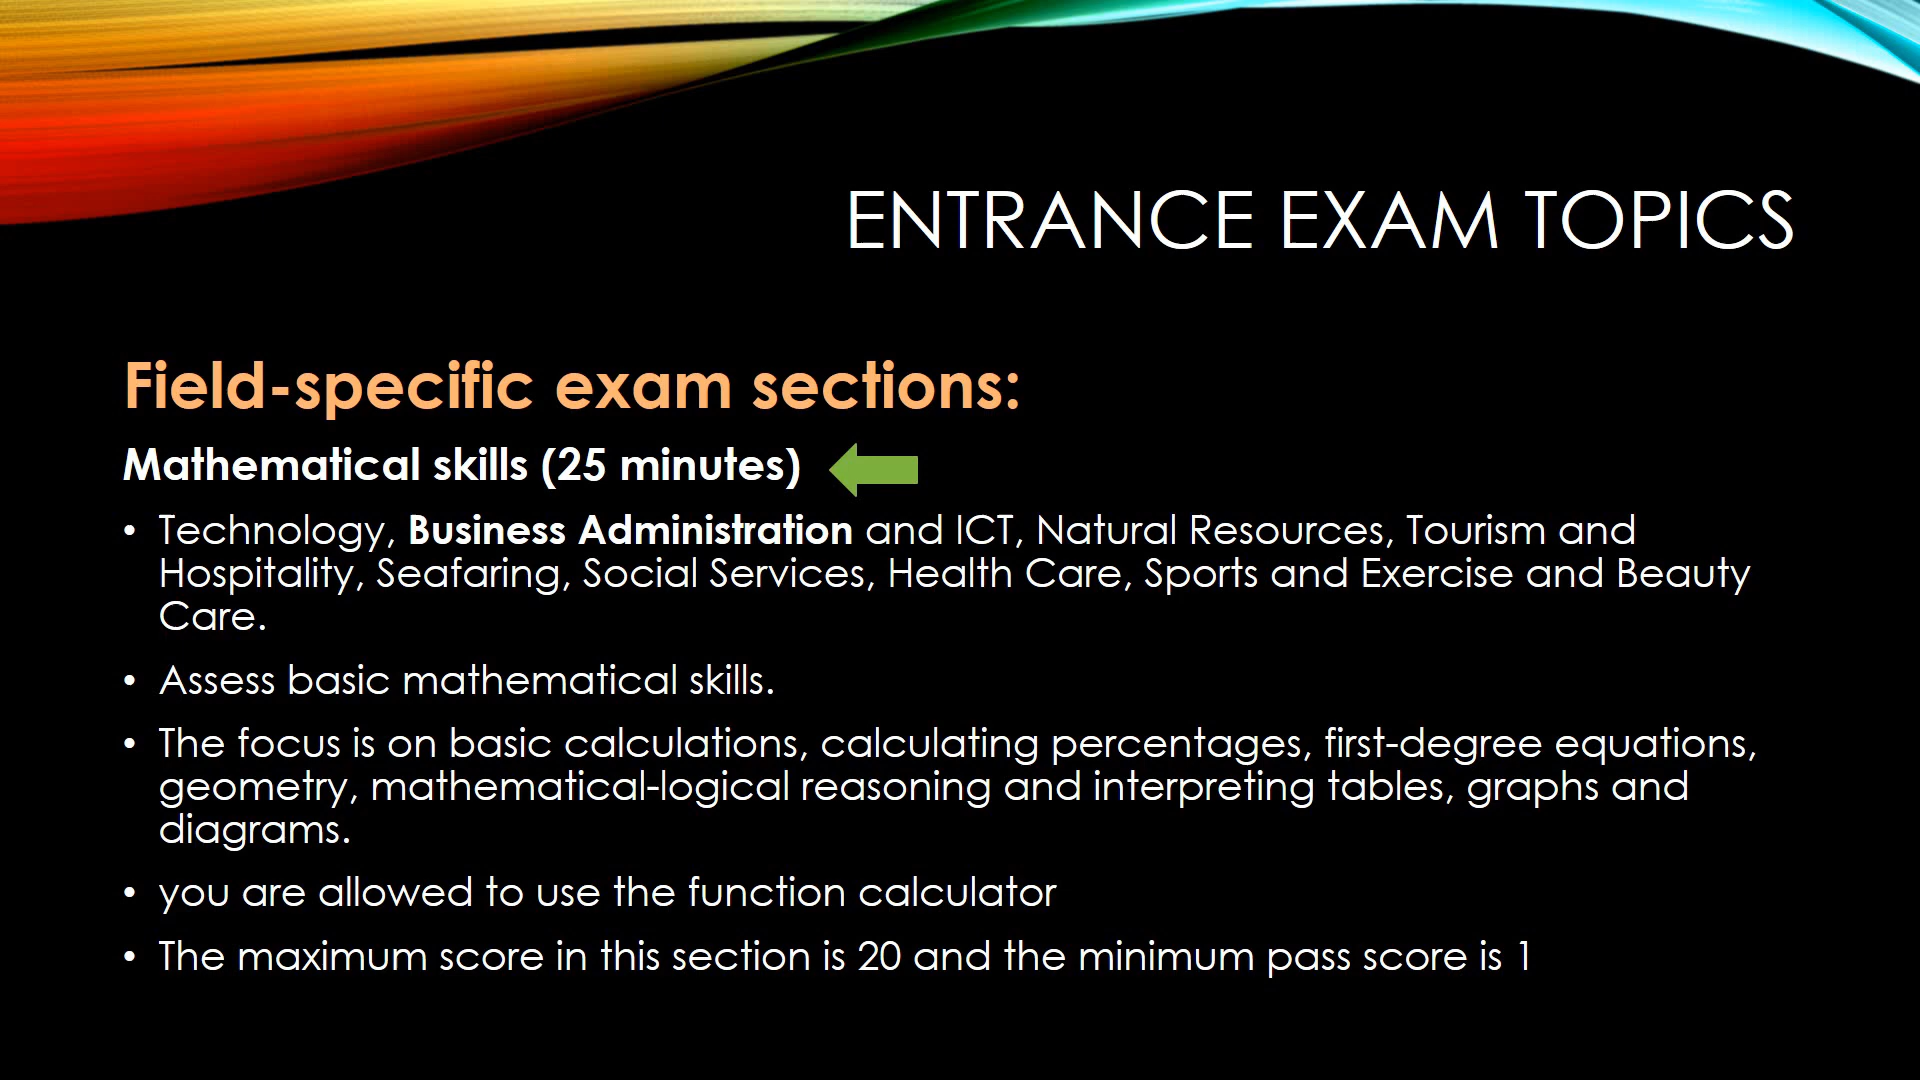 ENTRANCE EXAM TOPICS
Field-specific exam sections:
Mathematical skills (25 minutes)
• Technology, Business Administration and ICT, Natural Resources, Tourism and
Hospitality, Seafaring, Social Services, Health Care, Sports and Exercise and Beauty
Care.
• Assess basic mathematical skills.
• The focus is on basic calculations, calculating percentages, first-degree equations,
geometry, mathematical-logical reasoning and interpreting tables, graphs and
diagrams.
• you are allowed to use the function calculator
• The maximum score in this section is 20 and the minimum pass score is 1